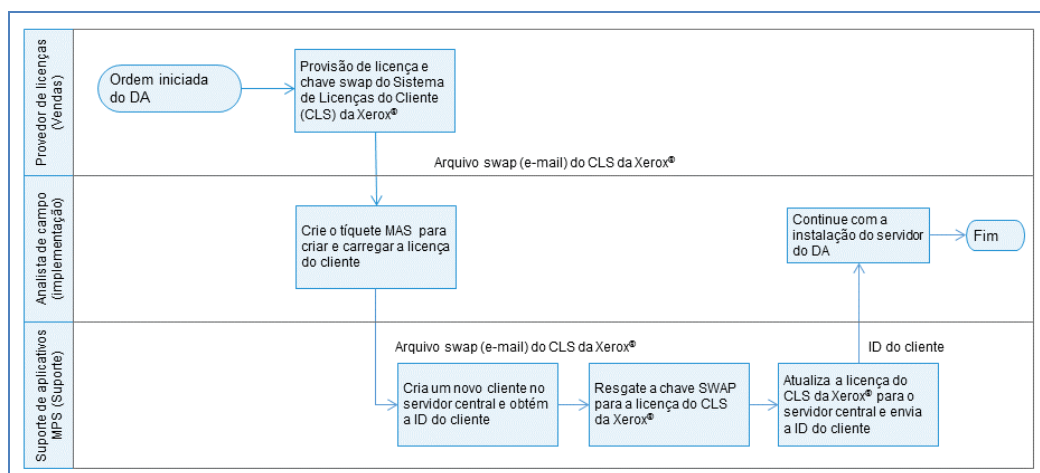 Provedor de licenças
(Vendas)
Ordem iniciada
do DA
Provisão de licença e
chave swap do Sistema
de Licenças do Cliente
(CLS) da Xerox®
Arquivo swap (e-mail) do CLS da Xerox®
Analista de campo
(implementação)
Crie o tíquete MAS para
criar e carregar a licença
do cliente
Continue com a
instalação do servidor
do DA
Fim
Suporte de aplicativos
MPS (Suporte)
Arquivo swap (e-mail) do CLS da Xerox®
ID do cliente
Cria um novo cliente no
servidor central e obtém
a ID do cliente
Resgate a chave SWAP
para a licença do CLS
da Xerox®
Atualiza a licença do
CLS da Xerox® para o
servidor central e envia
a ID do cliente